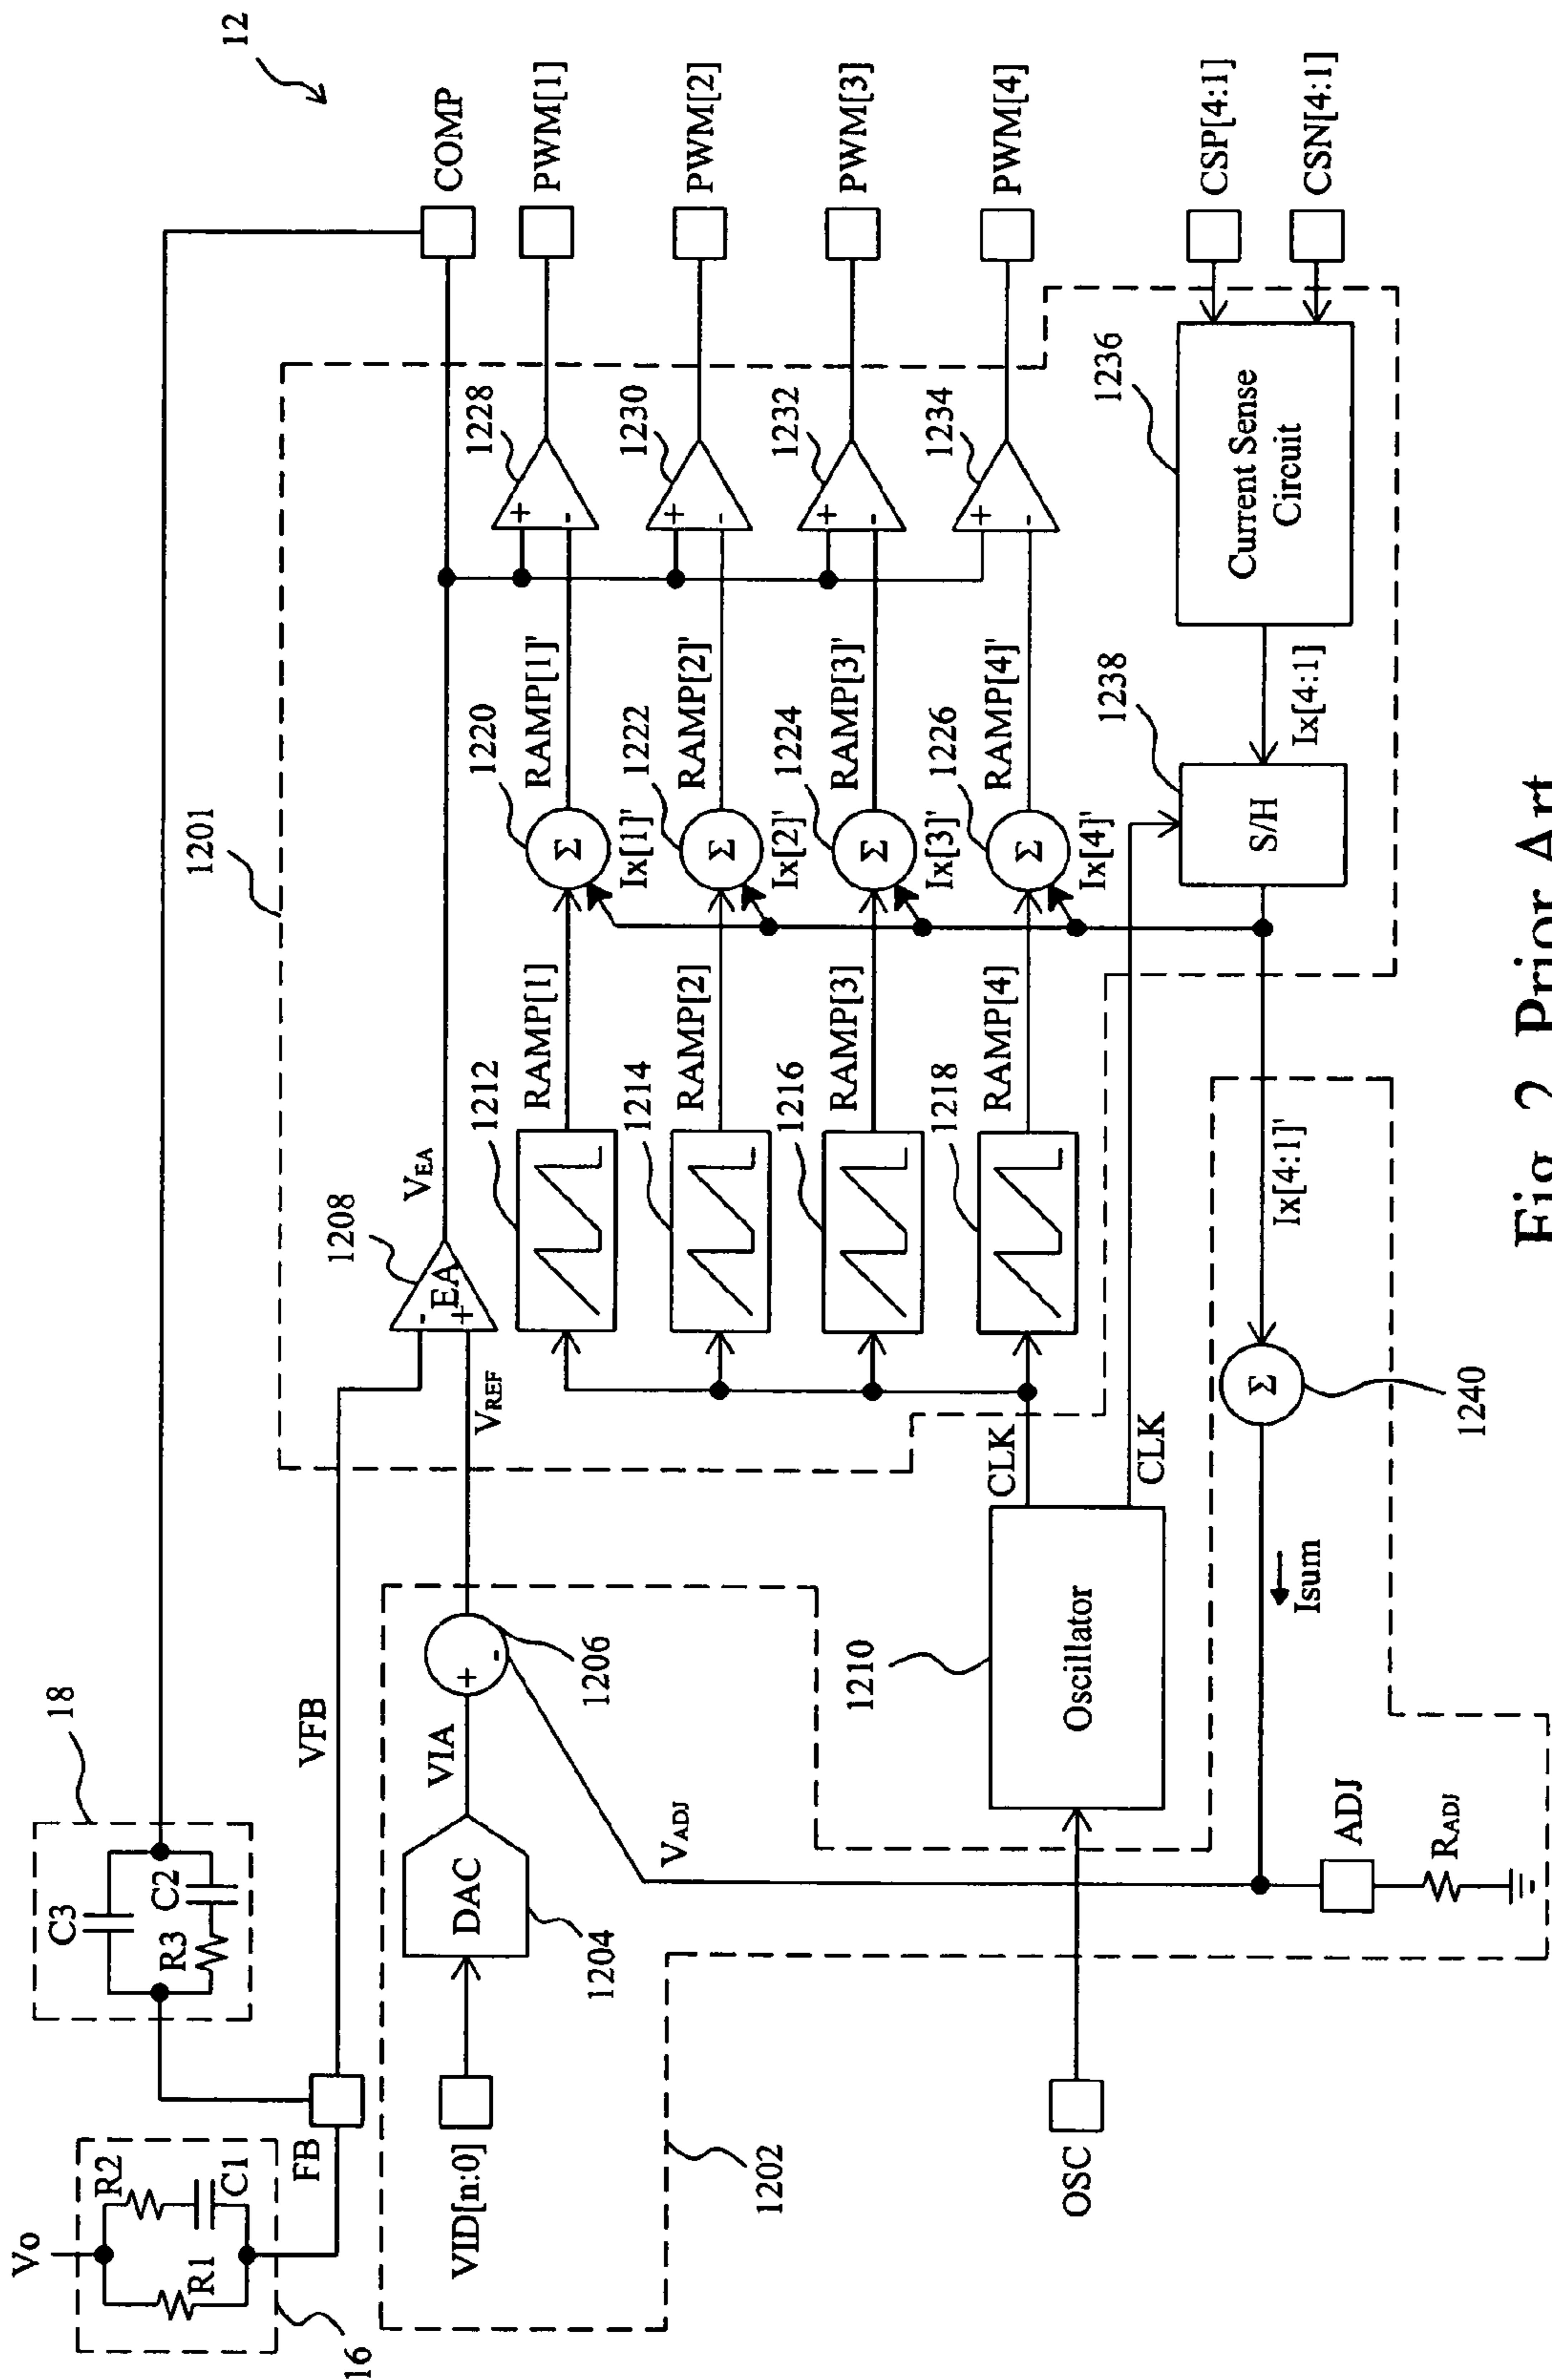 12
Vo
R2
R1
C1
16
FB
18
C3
R3
C2
VFB
COMP
1201
1208
EA
-
+
VEA
VREF
VID[n:0]
DAC
1204
VIA
+
-
1206
VADJ
1202
1212
RAMP[1]
1220
Σ
Ix[1]'
RAMP[1]'
1228
+
-
PWM[1]
1214
RAMP[2]
1222
Σ
Ix[2]'
RAMP[2]'
1230
+
-
PWM[2]
1216
RAMP[3]
1224
Σ
Ix[3]'
RAMP[3]'
1232
+
-
PWM[3]
1218
RAMP[4]
1226
Σ
Ix[4]'
RAMP[4]'
1234
+
-
PWM[4]
OSC
1210
Oscillator
CLK
CLK
1238
S/H
Ix[4:1]
1236
Current Sense
Circuit
CSP[4:1]
CSN[4:1]
Isum
Σ
1240
Ix[4:1]'
ADJ
RADJ
Fig. 2 Prior Art